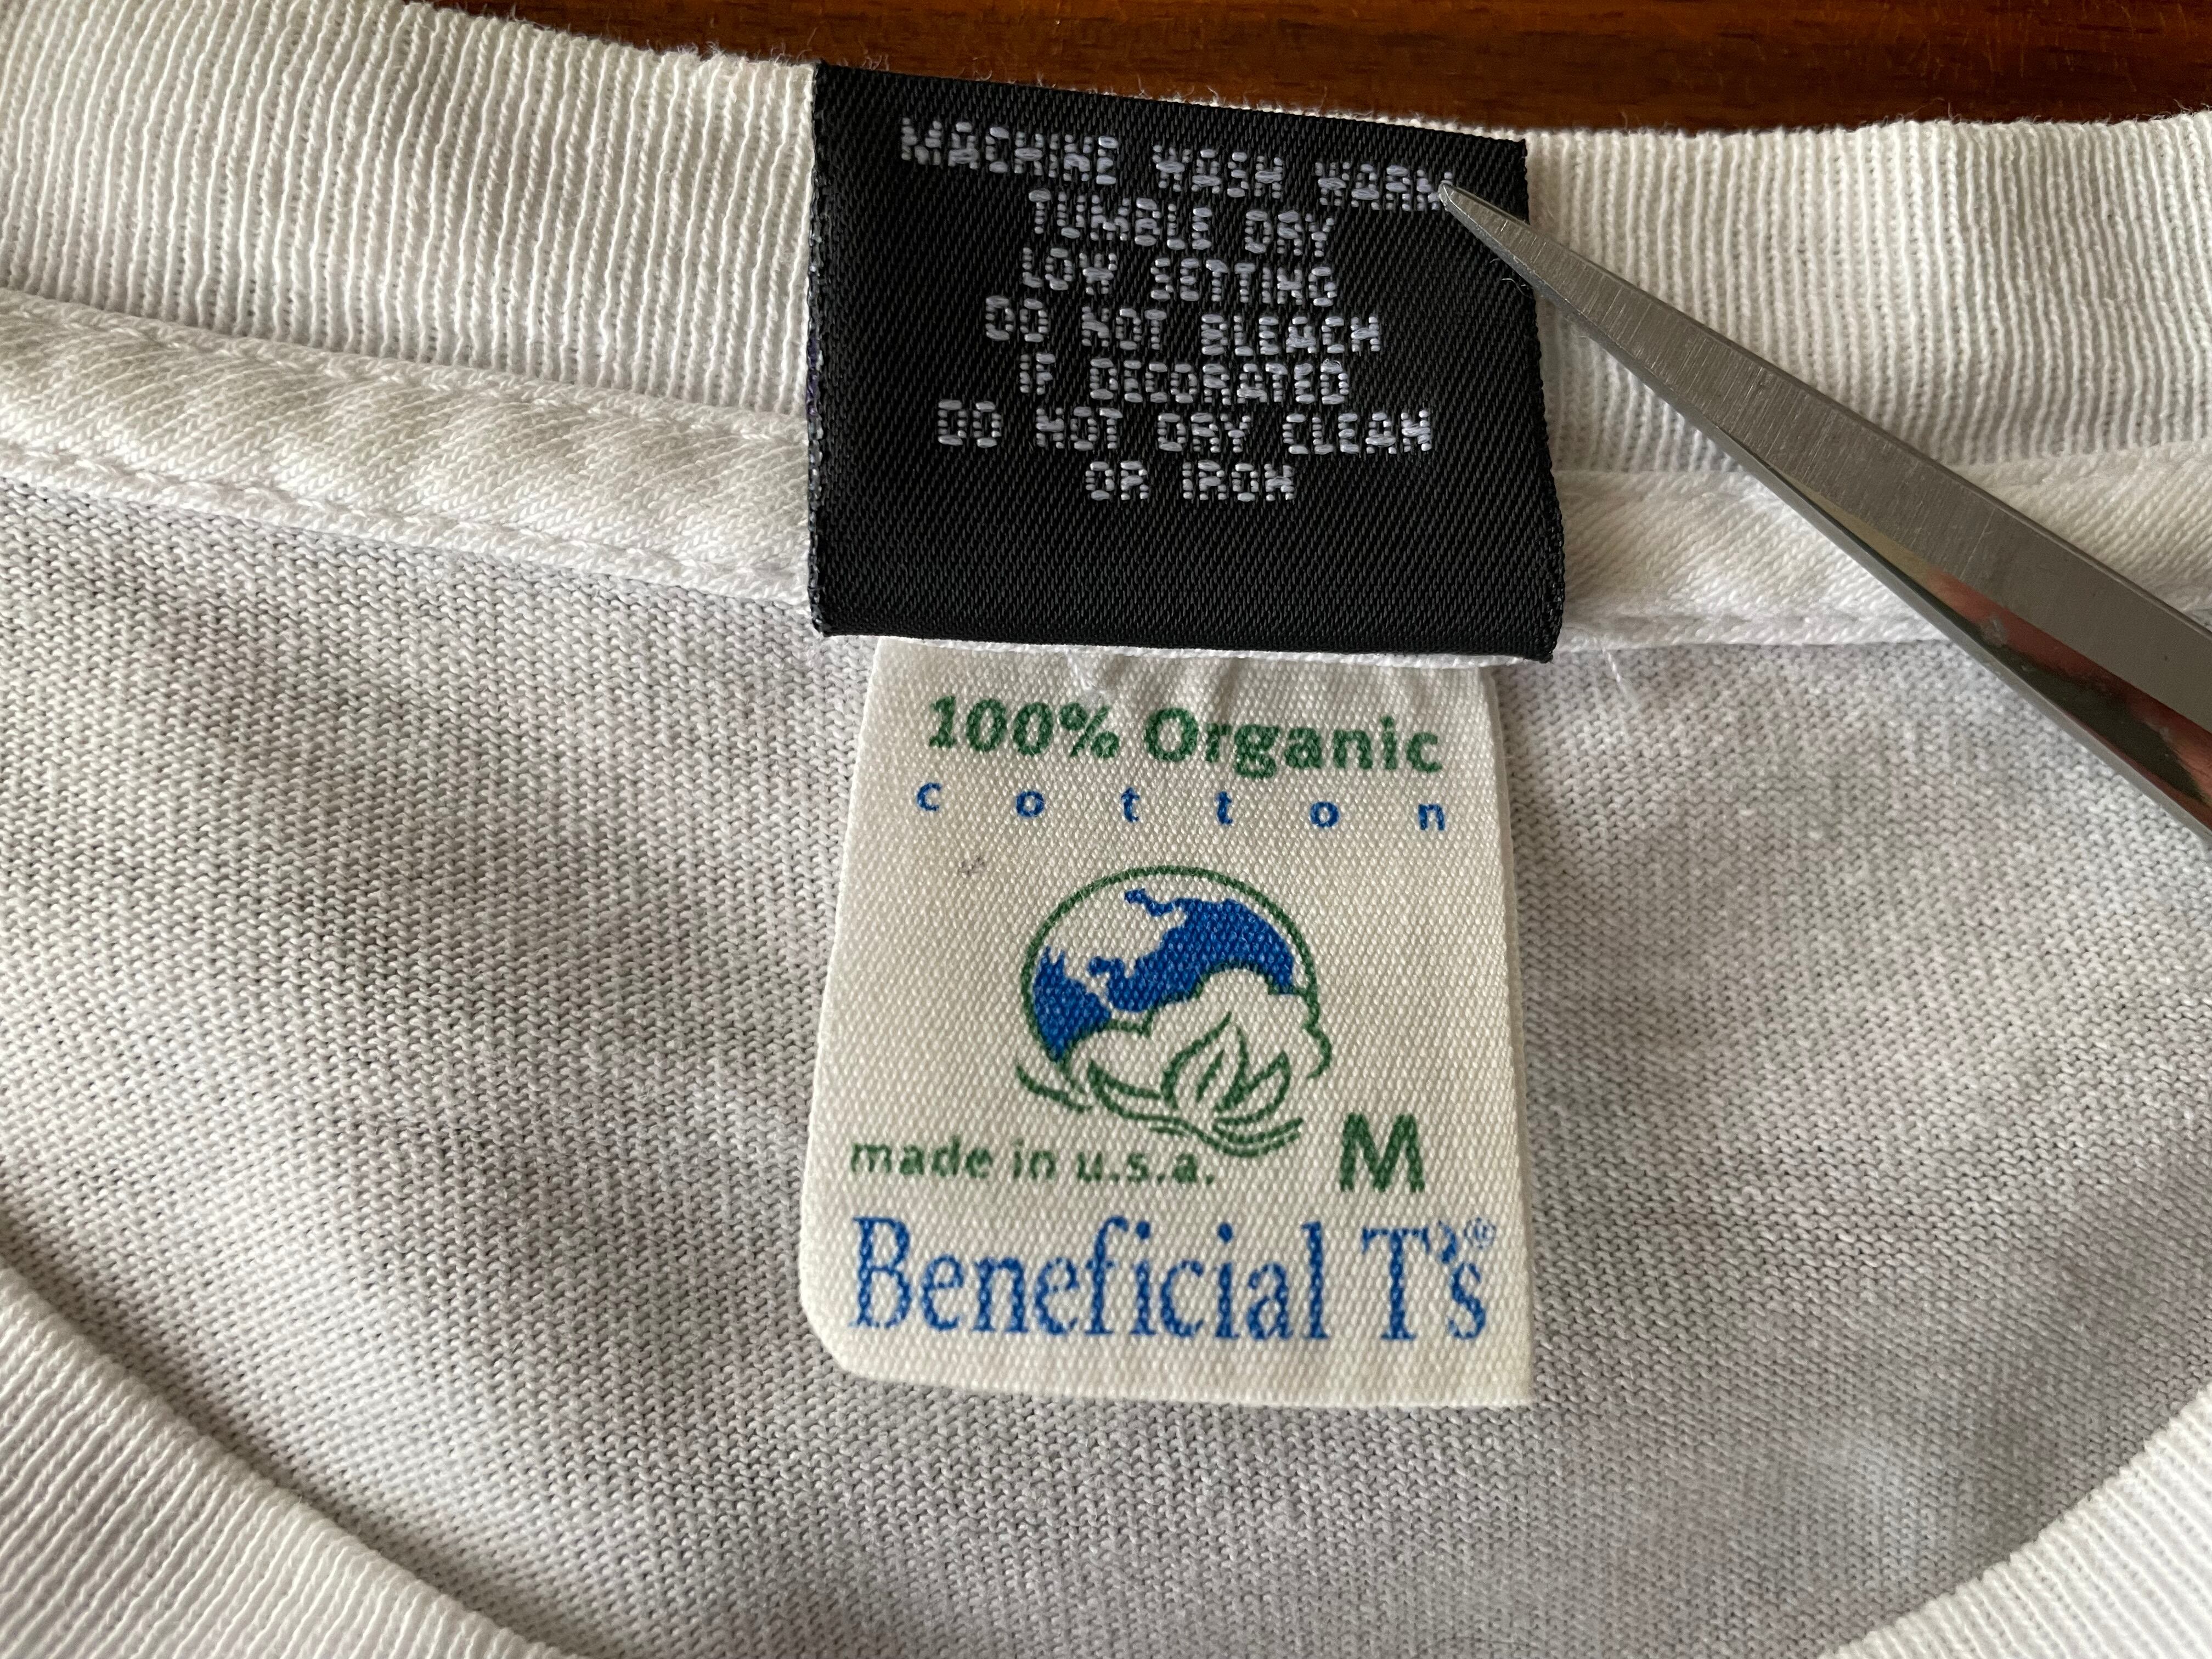 MACHINE WASH WARM
TUMBLE DRY
LOW SETTING
DO NOT BLEACH
IF DECORATED
DO NOT DRY CLEAN
OR IRON
100% Organic
cotton
made in u.s.a. M
Beneficial T's®